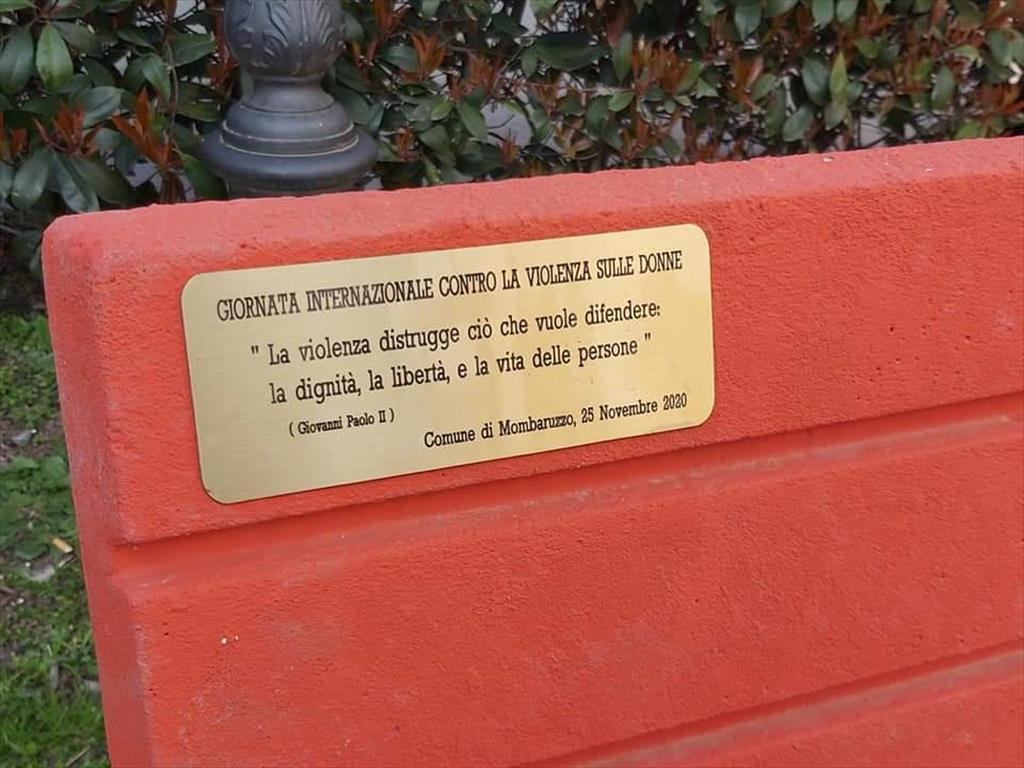 GIORNATA INTERNAZIONALE CONTRO LA VIOLENZA SULLE DONNE
" La violenza distrugge ciò che vuole difendere:
la dignità, la libertà, e la vita delle persone "
( Giovanni Paolo II )
Comune di Mombaruzzo, 25 Novembre 2020